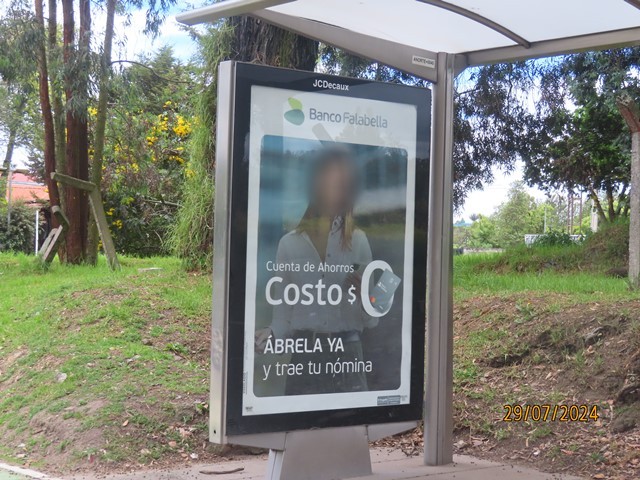 JCDecaux
Banco Falabella
Cuenta de Ahorros
Costo $0
ÁBRELA YA
y trae tu nómina
29/07/2024